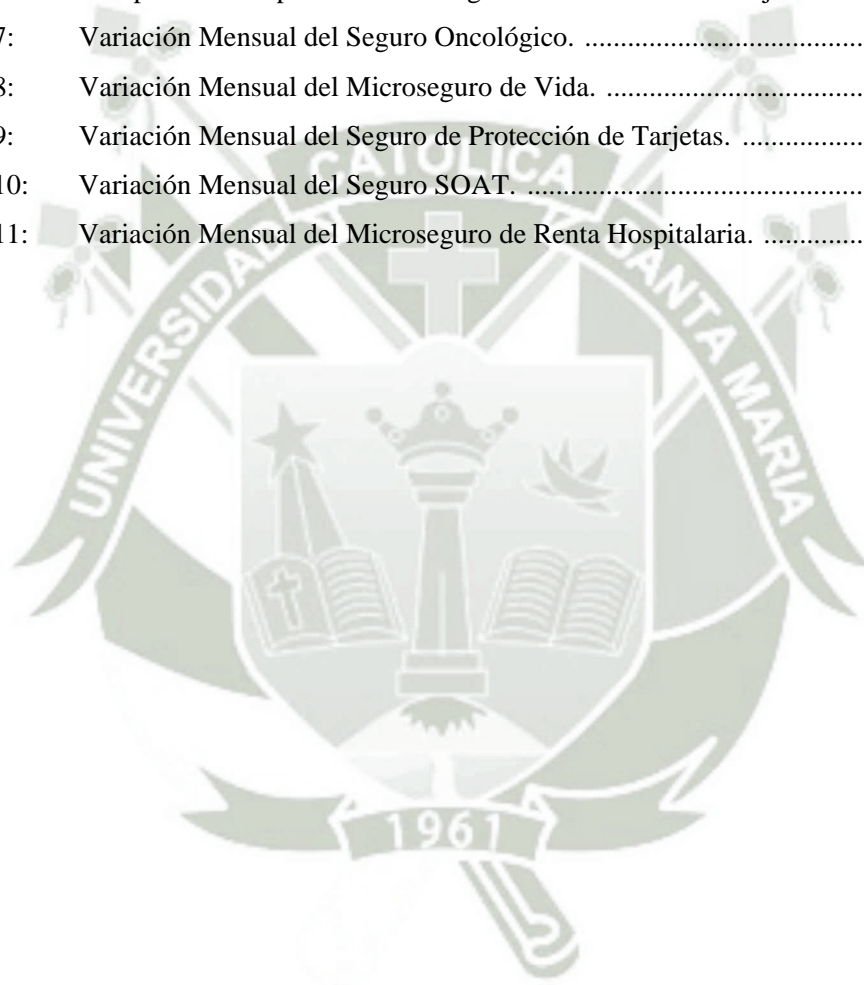 7: Variación Mensual del Seguro Oncológico. ....................................
8: Variación Mensual del Microseguro de Vida. ..................................
9: Variación Mensual del Seguro de Protección de Tarjetas. .................
10: Variación Mensual del Seguro SOAT. ..............................................
11: Variación Mensual del Microseguro de Renta Hospitalaria. ..............
UNIVERSIDAD CATOLICA SANTA MARIA
1961